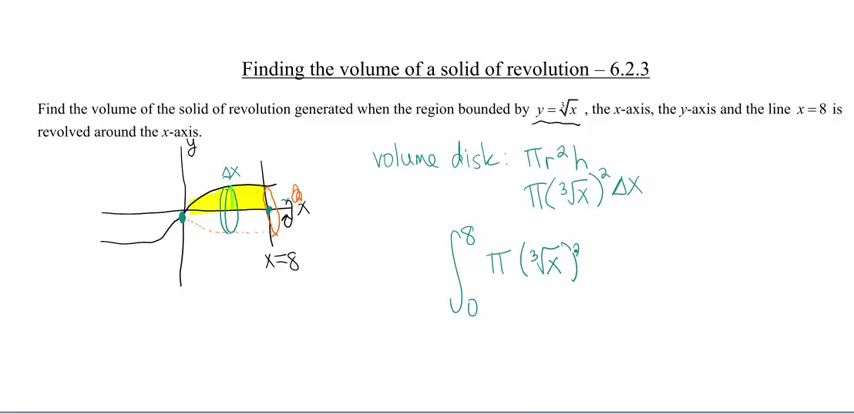 Finding the volume of a solid of revolution – 6.2.3
Find the volume of the solid of revolution generated when the region bounded by y = ∛x , the x-axis, the y-axis and the line x = 8 is
revolved around the x-axis.
y
volume disk: πr²h
Δx
π(∛x)² Δx
x
∫₀⁸ π(∛x)²
x=8